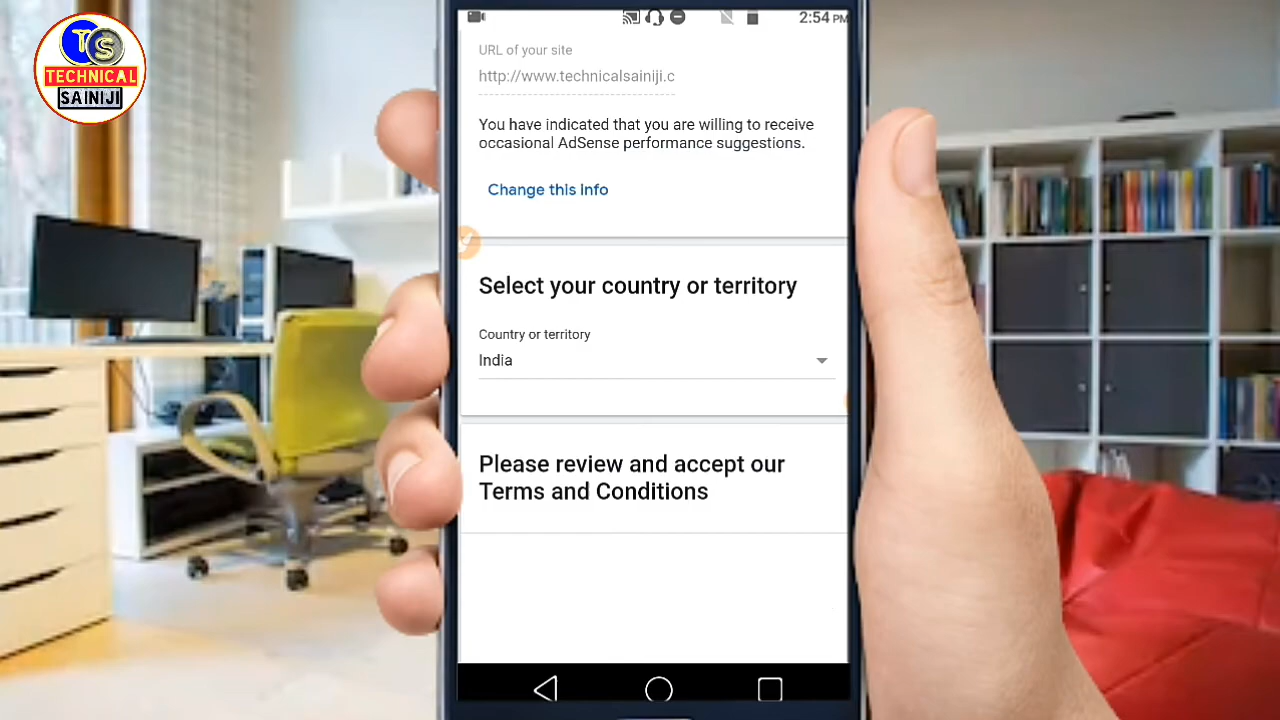 TS
TECHNICAL
SAINIJI
2:54 PM
URL of your site
http://www.technicalsainiji.c
You have indicated that you are willing to receive
occasional AdSense performance suggestions.
Change this info
Select your country or territory
Country or territory
India
Please review and accept our
Terms and Conditions